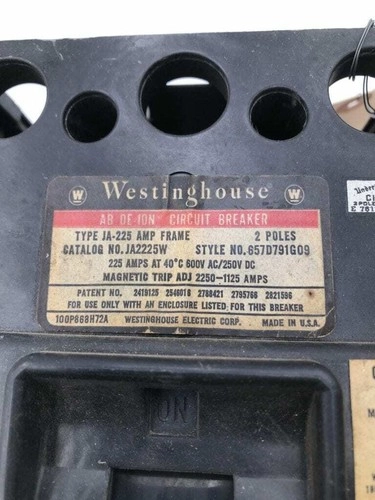 W Westinghouse W
AB DE-ION CIRCUIT BREAKER
TYPE JA-225 AMP FRAME 2 POLES
CATALOG NO. JA2225W STYLE NO. 657D791G09
225 AMPS AT 40°C 600V AC/250V DC
MAGNETIC TRIP ADJ 2250-1125 AMPS
PATENT NO. 2419125 2546018 2788421 2795768 2821596
FOR USE ONLY WITH AN ENCLOSURE LISTED FOR THIS BREAKER
100P868H72A WESTINGHOUSE ELECTRIC CORP. MADE IN U.S.A.
ON